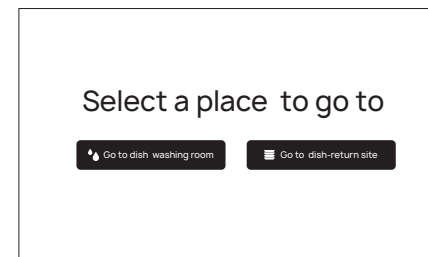 Select a place to go to
Go to dish washing room
Go to dish-return site